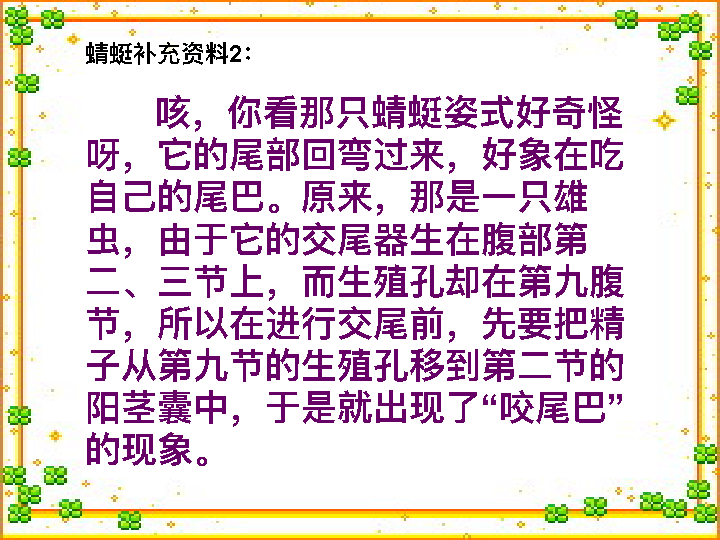 蜻蜓补充资料2：
咳，你看那只蜻蜓姿式好奇怪
呀，它的尾部回弯过来，好象在吃
自己的尾巴。原来，那是一只雄
虫，由于它的交尾器生在腹部第
二、三节上，而生殖孔却在第九腹
节，所以在进行交尾前，先要把精
子从第九节的生殖孔移到第二节的
阳茎囊中，于是就出现了“咬尾巴”
的现象。